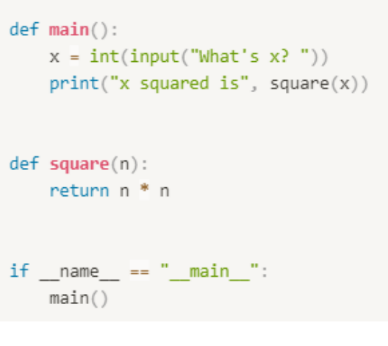 def main():
    x = int(input("What's x? "))
    print("x squared is", square(x))
def square(n):
    return n * n
if __name__ == "__main__":
    main()